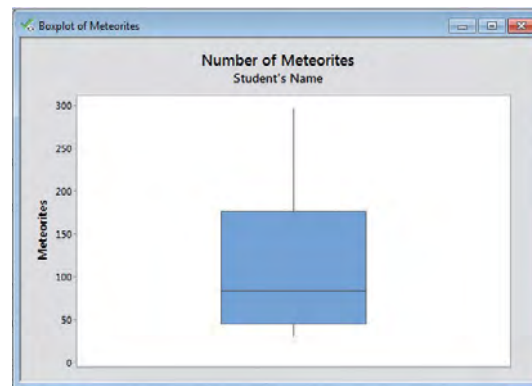 Boxplot of Meteorites
Number of Meteorites
Student's Name
Meteorites
300
250
200
150
100
50
0